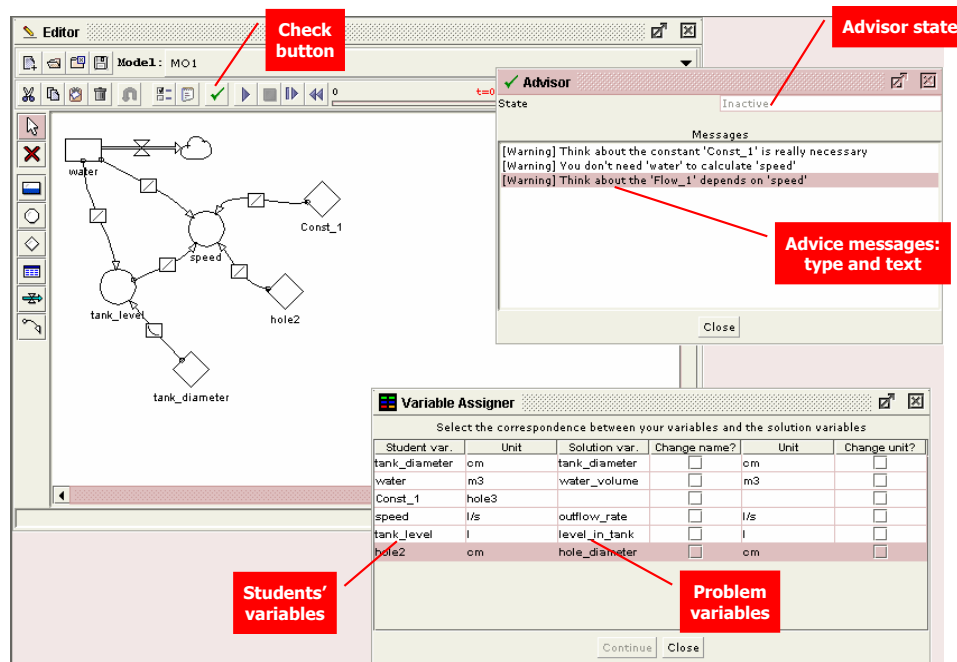 Editor
Check
button
Advisor state
Model: MO1
0
t=0
Advisor
State
Inactive
Messages
[Warning] Think about the constant 'Const_1' is really necessary
[Warning] You don't need 'water' to calculate 'speed'
[Warning] Think about the 'Flow_1' depends on 'speed'
Advice messages:
type and text
Close
water
Const_1
speed
tank_level
hole2
tank_diameter
Variable Assigner
Select the correspondence between your variables and the solution variables
Student var. Unit Solution var. Change name? Unit Change unit?
tank_diameter cm tank_diameter cm
water m3 water_volume m3
Const_1 hole3
speed l/s outflow_rate l/s
tank_level l level_in_tank l
hole2 cm hole_diameter cm
Students'
variables
Problem
variables
Continue Close